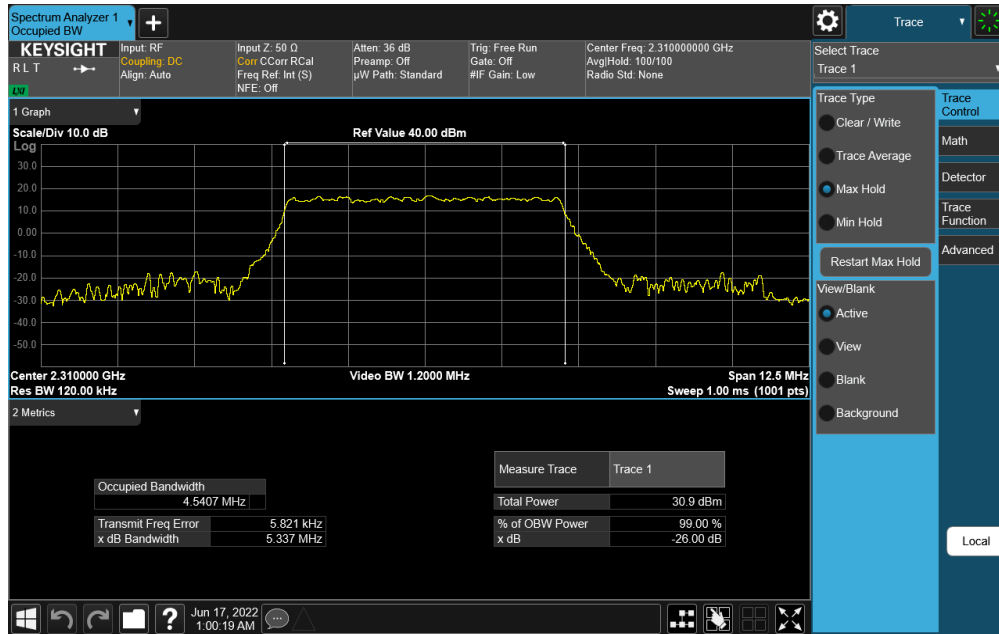 Spectrum Analyzer 1
Occupied BW
KEYSIGHT
R L T
LXI
Input: RF
Coupling: DC
Align: Auto
Input Z: 50 Ω
Corr CCorr RCal
Freq Ref: Int (S)
NFE: Off
Atten: 36 dB
Preamp: Off
µW Path: Standard
Trig: Free Run
Gate: Off
#IF Gain: Low
Center Freq: 2.310000000 GHz
Avg|Hold: 100/100
Radio Std: None
1 Graph
Scale/Div 10.0 dB
Ref Value 40.00 dBm
Log
30.0
20.0
10.0
0.00
-10.0
-20.0
-30.0
-40.0
-50.0
Center 2.310000 GHz
Video BW 1.2000 MHz
Span 12.5 MHz
Res BW 120.00 kHz
Sweep 1.00 ms (1001 pts)
2 Metrics
Occupied Bandwidth
4.5407 MHz
Transmit Freq Error 5.821 kHz
x dB Bandwidth 5.337 MHz
Measure Trace Trace 1
Total Power 30.9 dBm
% of OBW Power 99.00 %
x dB -26.00 dB
Trace
Select Trace
Trace 1
Trace Type
Clear / Write
Trace Average
Max Hold
Min Hold
Restart Max Hold
View/Blank
Active
View
Blank
Background
Trace
Control
Math
Detector
Trace
Function
Advanced
Local
?
Jun 17, 2022
1:00:19 AM